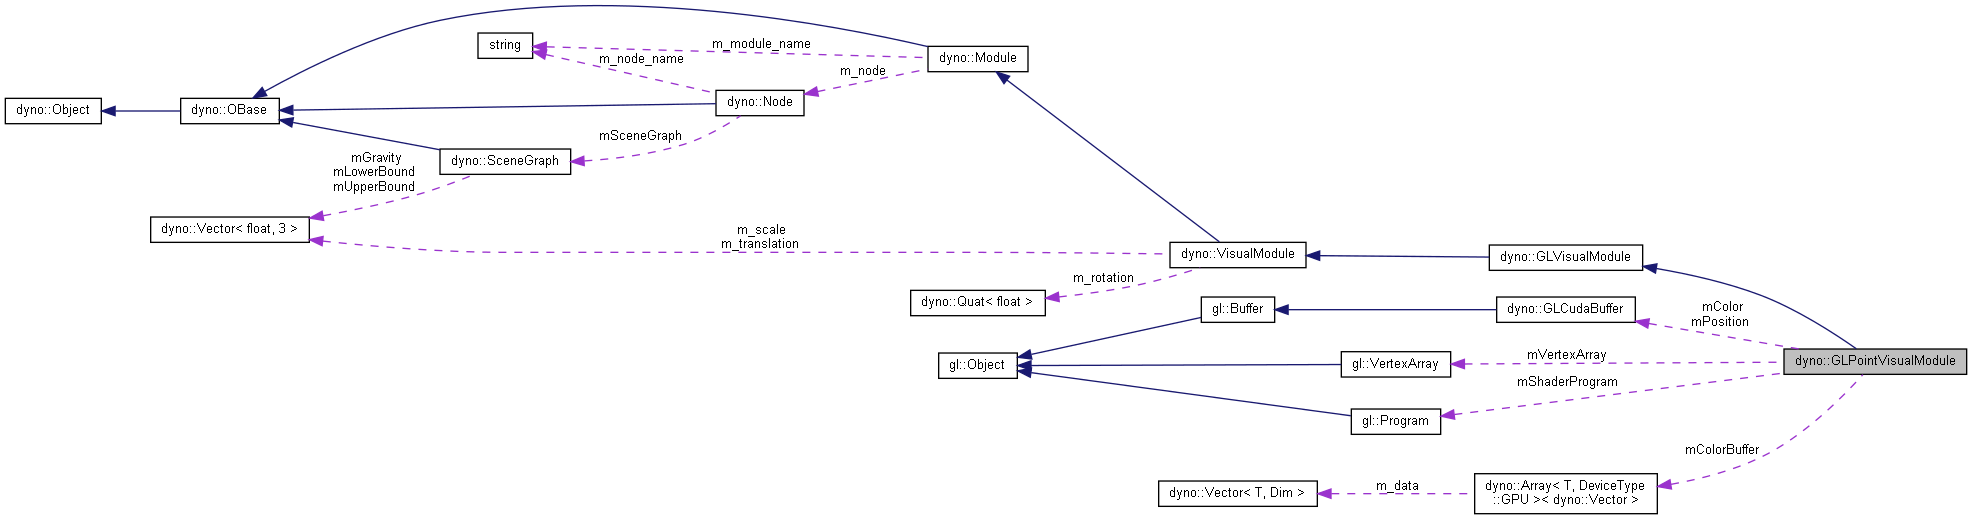 string
m_module_name
dyno::Module
m_node_name
m_node
dyno::Object
dyno::OBase
dyno::Node
mSceneGraph
mGravity
mLowerBound
mUpperBound
dyno::SceneGraph
dyno::Vector< float, 3 >
m_scale
m_translation
dyno::VisualModule
dyno::GLVisualModule
m_rotation
dyno::Quat< float >
gl::Buffer
dyno::GLCudaBuffer
mColor
mPosition
gl::Object
mVertexArray
gl::VertexArray
dyno::GLPointVisualModule
mShaderProgram
gl::Program
mColorBuffer
dyno::Vector< T, Dim >
m_data
dyno::Array< T, DeviceType
::GPU >< dyno::Vector >